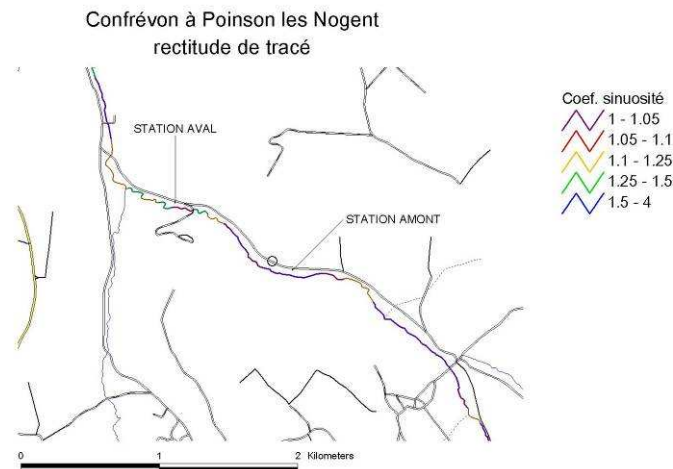 Confrévon à Poinson les Nogent
rectitude de tracé
STATION AVAL
STATION AMONT
Coef. sinuosité
1 - 1.05
1.05 - 1.1
1.1 - 1.25
1.25 - 1.5
1.5 - 4
0 1 2 Kilometers